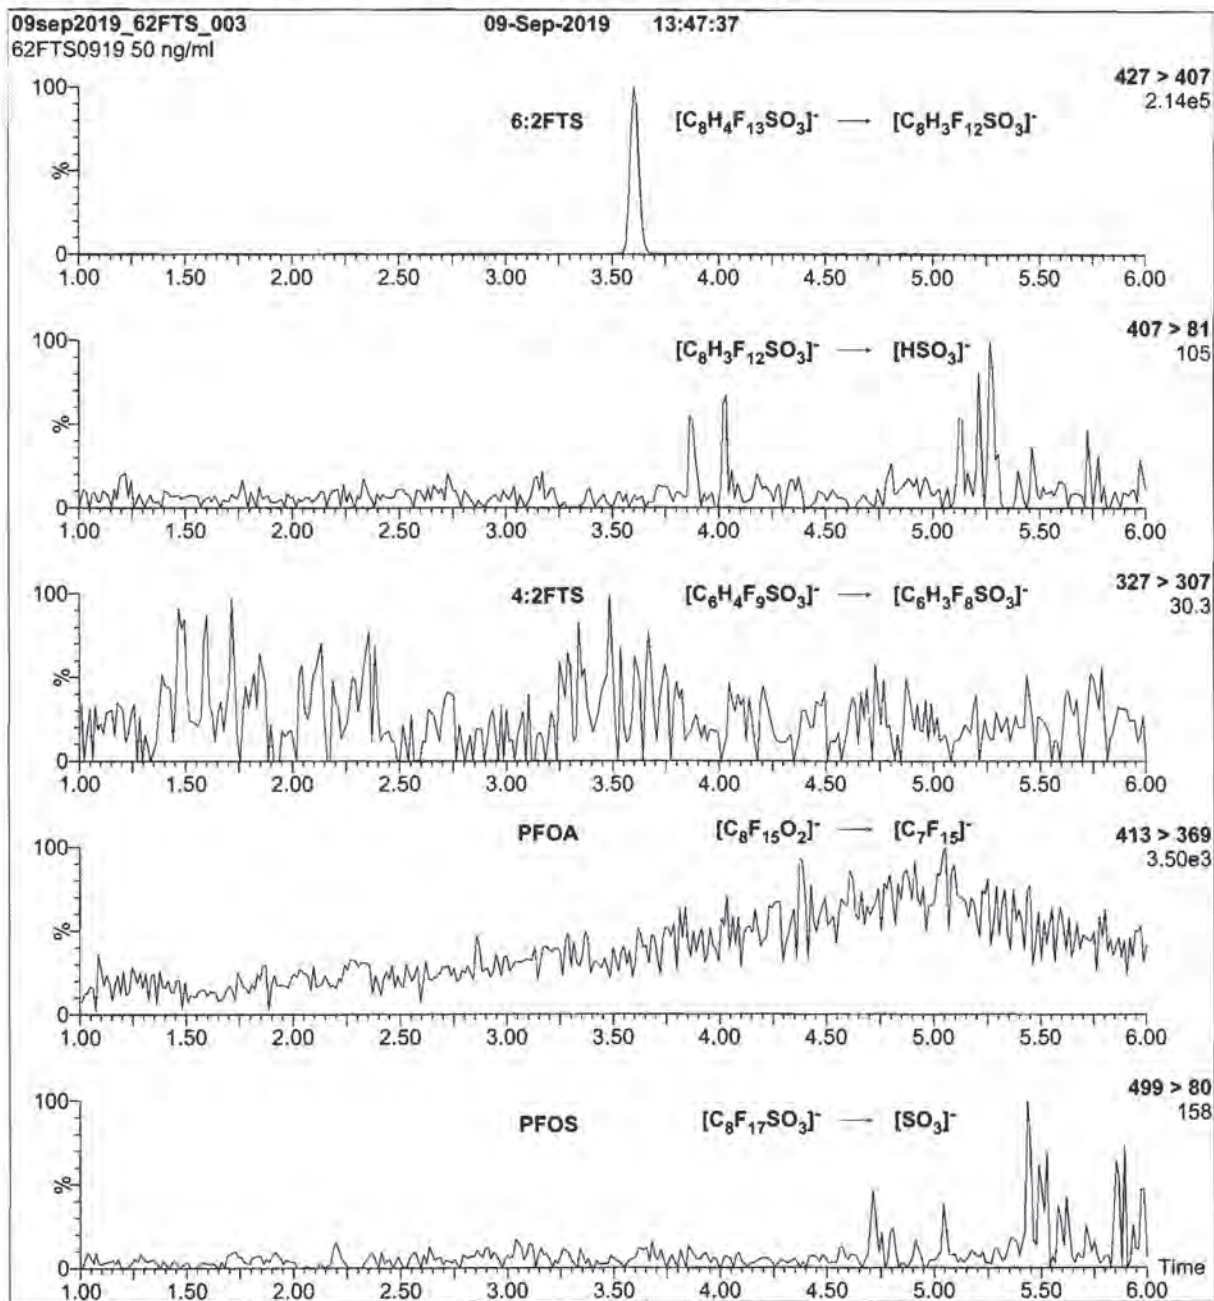 09sep2019_62FTS_003 09-Sep-2019 13:47:37
62FTS0919 50 ng/ml
427 > 407
2.14e5
6:2FTS [C₈H₄F₁₃SO₃]⁻ → [C₈H₃F₁₂SO₃]⁻
100
%
0
1.00 1.50 2.00 2.50 3.00 3.50 4.00 4.50 5.00 5.50 6.00
407 > 81
105
[C₈H₃F₁₂SO₃]⁻ → [HSO₃]⁻
100
%
0
1.00 1.50 2.00 2.50 3.00 3.50 4.00 4.50 5.00 5.50 6.00
327 > 307
30.3
4:2FTS [C₆H₄F₉SO₃]⁻ → [C₆H₃F₈SO₃]⁻
100
%
0
1.00 1.50 2.00 2.50 3.00 3.50 4.00 4.50 5.00 5.50 6.00
413 > 369
3.50e3
PFOA [C₈F₁₅O₂]⁻ → [C₇F₁₅]⁻
100
%
0
1.00 1.50 2.00 2.50 3.00 3.50 4.00 4.50 5.00 5.50 6.00
499 > 80
158
PFOS [C₈F₁₇SO₃]⁻ → [SO₃]⁻
100
%
0
Time
1.00 1.50 2.00 2.50 3.00 3.50 4.00 4.50 5.00 5.50 6.00